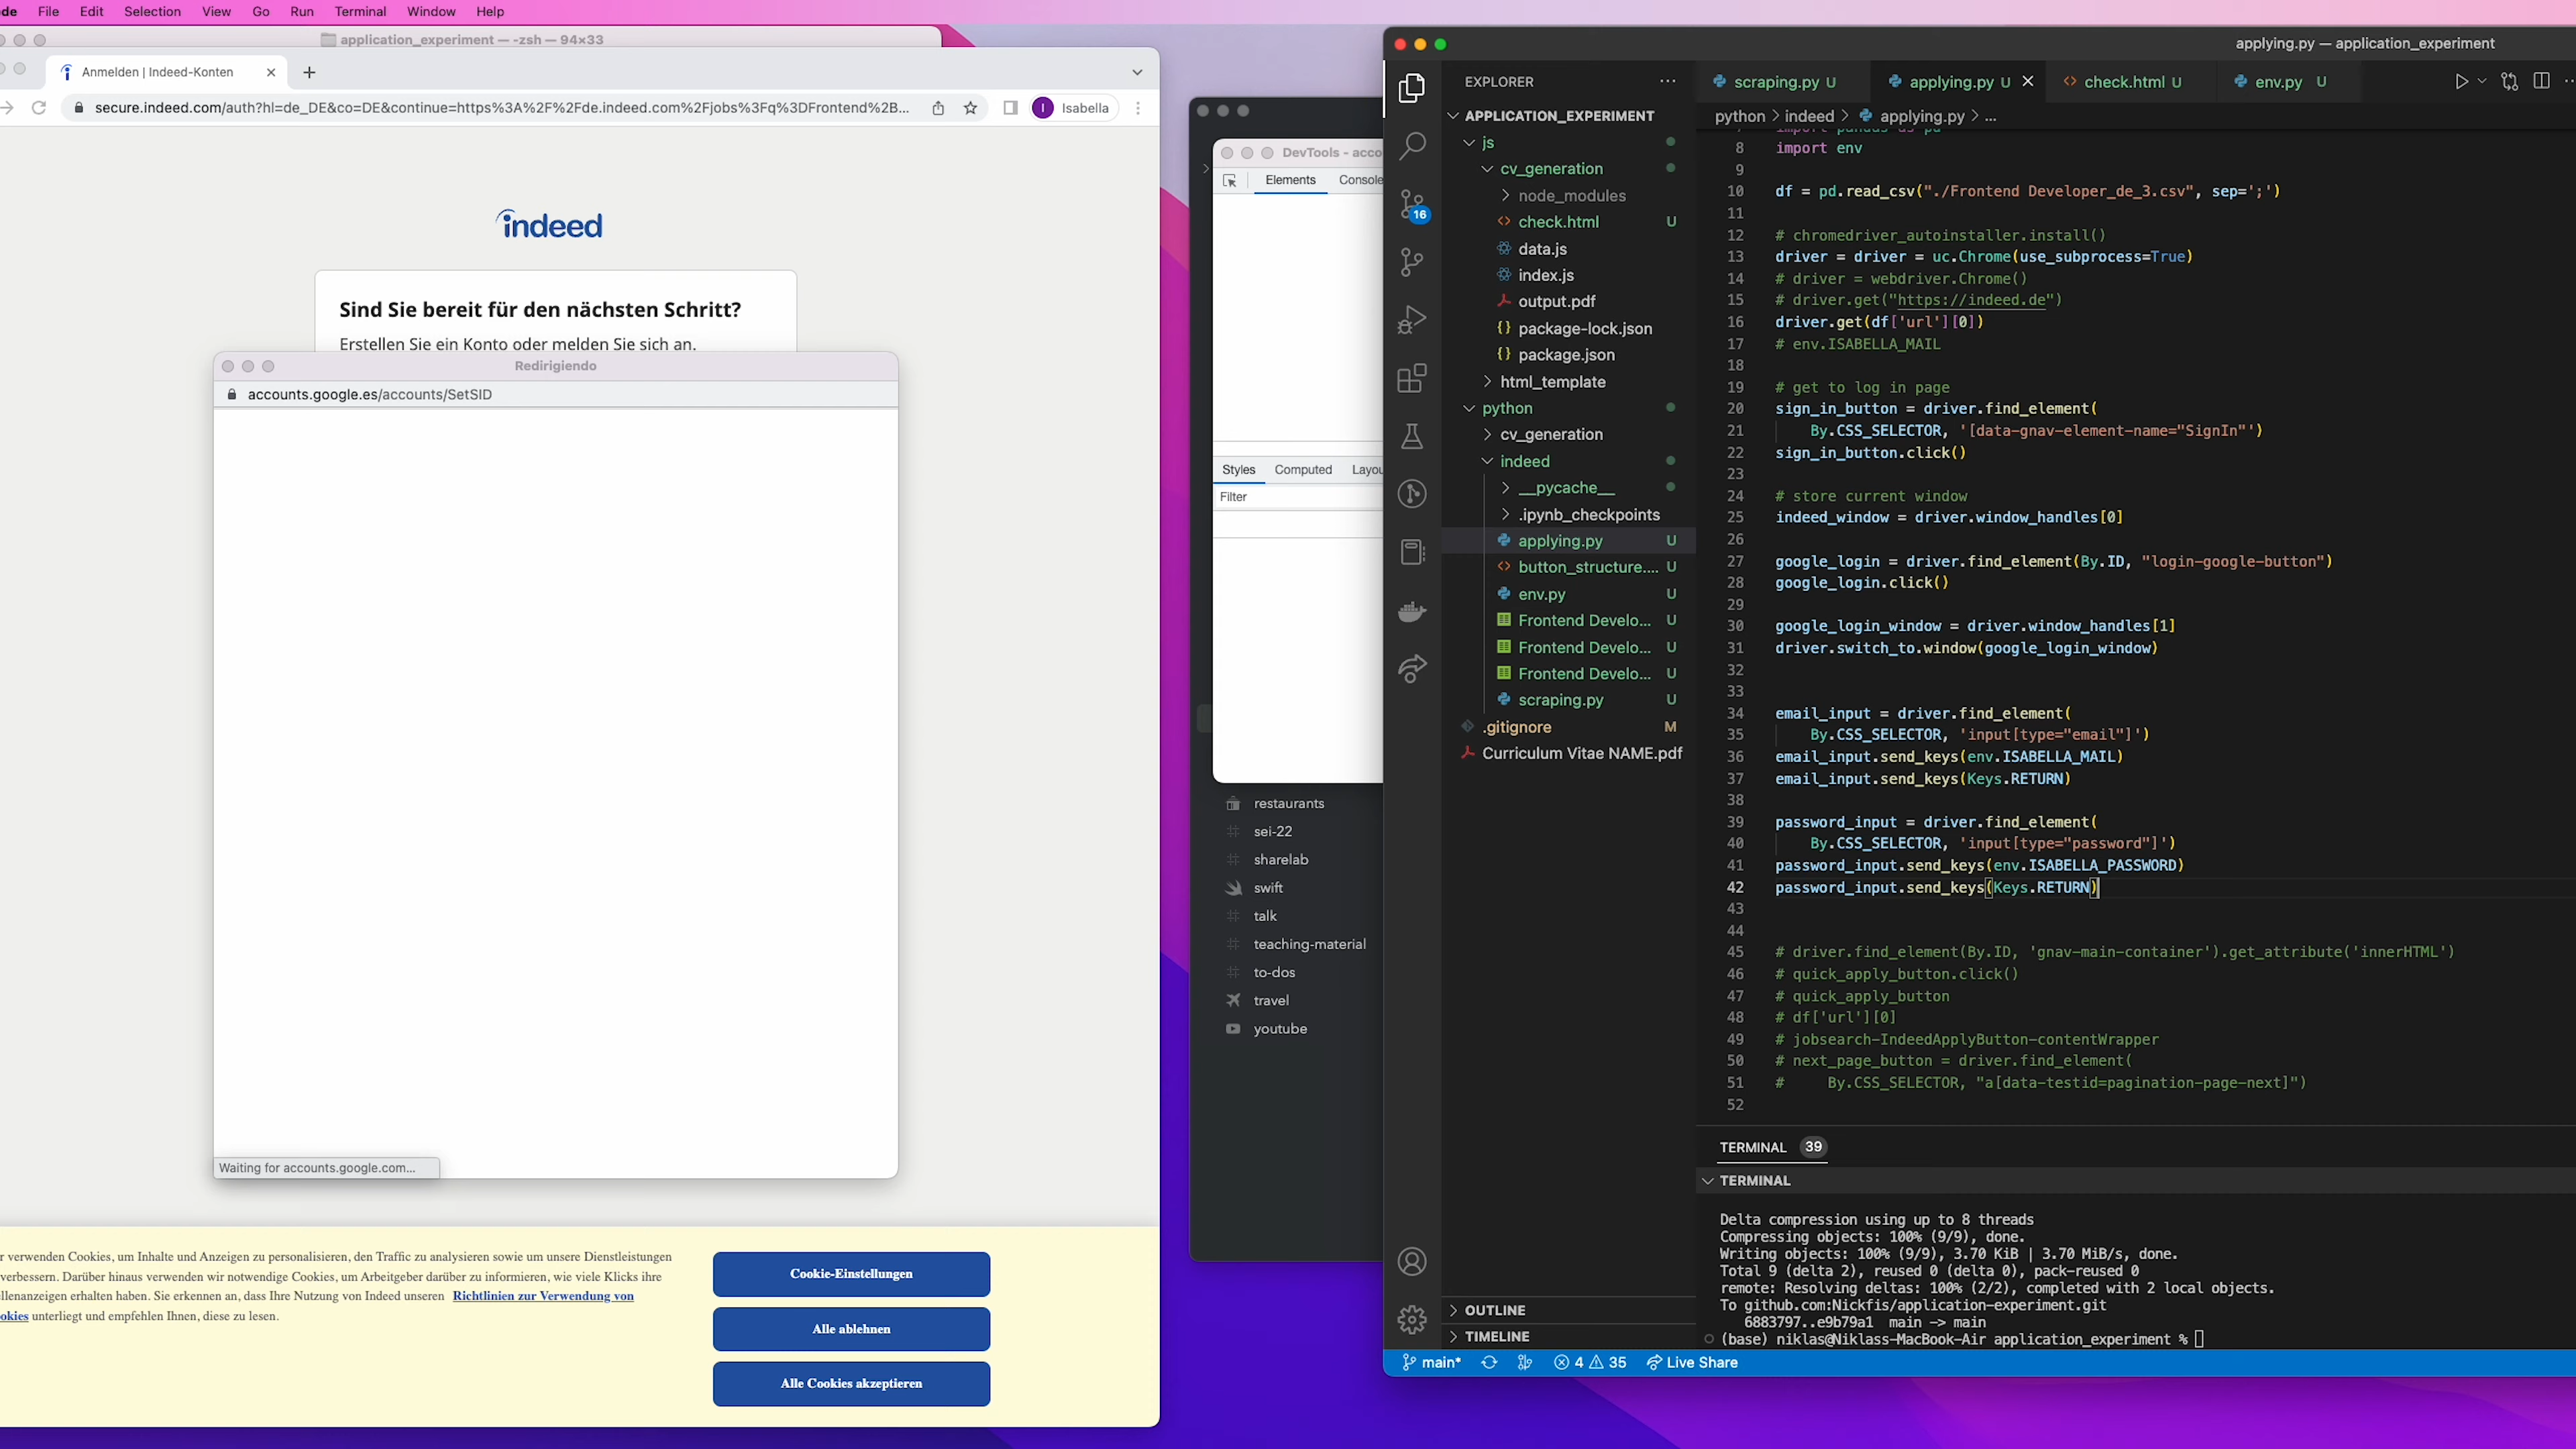 de File Edit Selection View Go Run Terminal Window Help
application_experiment — -zsh — 94×33
Anmelden | Indeed-Konten
secure.indeed.com/auth?hl=de_DE&co=DE&continue=https%3A%2F%2Fde.indeed.com%2Fjobs%3Fq%3DFrontend%2B...
Isabella
indeed
Sind Sie bereit für den nächsten Schritt?
Erstellen Sie ein Konto oder melden Sie sich an.
Redirigiendo
accounts.google.es/accounts/SetSID
Waiting for accounts.google.com...
r verwenden Cookies, um Inhalte und Anzeigen zu personalisieren, den Traffic zu analysieren sowie um unsere Dienstleistungen
verbessern. Darüber hinaus verwenden wir notwendige Cookies, um Arbeitgeber darüber zu informieren, wie viele Klicks ihre
llenanzeigen erhalten haben. Sie erkennen an, dass Ihre Nutzung von Indeed unseren Richtlinien zur Verwendung von
okies unterliegt und empfehlen Ihnen, diese zu lesen.
Cookie-Einstellungen
Alle ablehnen
Alle Cookies akzeptieren
DevTools - acco
Elements Console
Styles Computed Layou
Filter
restaurants
sei-22
sharelab
swift
talk
teaching-material
to-dos
travel
youtube
applying.py — application_experiment
EXPLORER
16
APPLICATION_EXPERIMENT
js
cv_generation
node_modules
check.html U
data.js
index.js
output.pdf
package-lock.json
package.json
html_template
python
cv_generation
indeed
__pycache__
.ipynb_checkpoints
applying.py U
button_structure.... U
env.py U
Frontend Develo... U
Frontend Develo... U
Frontend Develo... U
scraping.py U
.gitignore M
Curriculum Vitae NAME.pdf
OUTLINE
TIMELINE
scraping.py U applying.py U check.html U env.py U
python > indeed > applying.py > ...
7 import pandas as pd
8 import env
9
10 df = pd.read_csv("./Frontend Developer_de_3.csv", sep=';')
11
12 # chromedriver_autoinstaller.install()
13 driver = driver = uc.Chrome(use_subprocess=True)
14 # driver = webdriver.Chrome()
15 # driver.get("https://indeed.de")
16 driver.get(df['url'][0])
17 # env.ISABELLA_MAIL
18
19 # get to log in page
20 sign_in_button = driver.find_element(
21 By.CSS_SELECTOR, '[data-gnav-element-name="SignIn"')
22 sign_in_button.click()
23
24 # store current window
25 indeed_window = driver.window_handles[0]
26
27 google_login = driver.find_element(By.ID, "login-google-button")
28 google_login.click()
29
30 google_login_window = driver.window_handles[1]
31 driver.switch_to.window(google_login_window)
32
33
34 email_input = driver.find_element(
35 By.CSS_SELECTOR, 'input[type="email"]')
36 email_input.send_keys(env.ISABELLA_MAIL)
37 email_input.send_keys(Keys.RETURN)
38
39 password_input = driver.find_element(
40 By.CSS_SELECTOR, 'input[type="password"]')
41 password_input.send_keys(env.ISABELLA_PASSWORD)
42 password_input.send_keys(Keys.RETURN)
43
44
45 # driver.find_element(By.ID, 'gnav-main-container').get_attribute('innerHTML')
46 # quick_apply_button.click()
47 # quick_apply_button
48 # df['url'][0]
49 # jobsearch-IndeedApplyButton-contentWrapper
50 # next_page_button = driver.find_element(
51 # By.CSS_SELECTOR, "a[data-testid=pagination-page-next]")
52
TERMINAL 39
TERMINAL
Delta compression using up to 8 threads
Compressing objects: 100% (9/9), done.
Writing objects: 100% (9/9), 3.70 KiB | 3.70 MiB/s, done.
Total 9 (delta 2), reused 0 (delta 0), pack-reused 0
remote: Resolving deltas: 100% (2/2), completed with 2 local objects.
To github.com:Nickfis/application-experiment.git
6883797..e9b79a1 main -> main
(base) niklas@Niklass-MacBook-Air application_experiment %
main* 4 35 Live Share